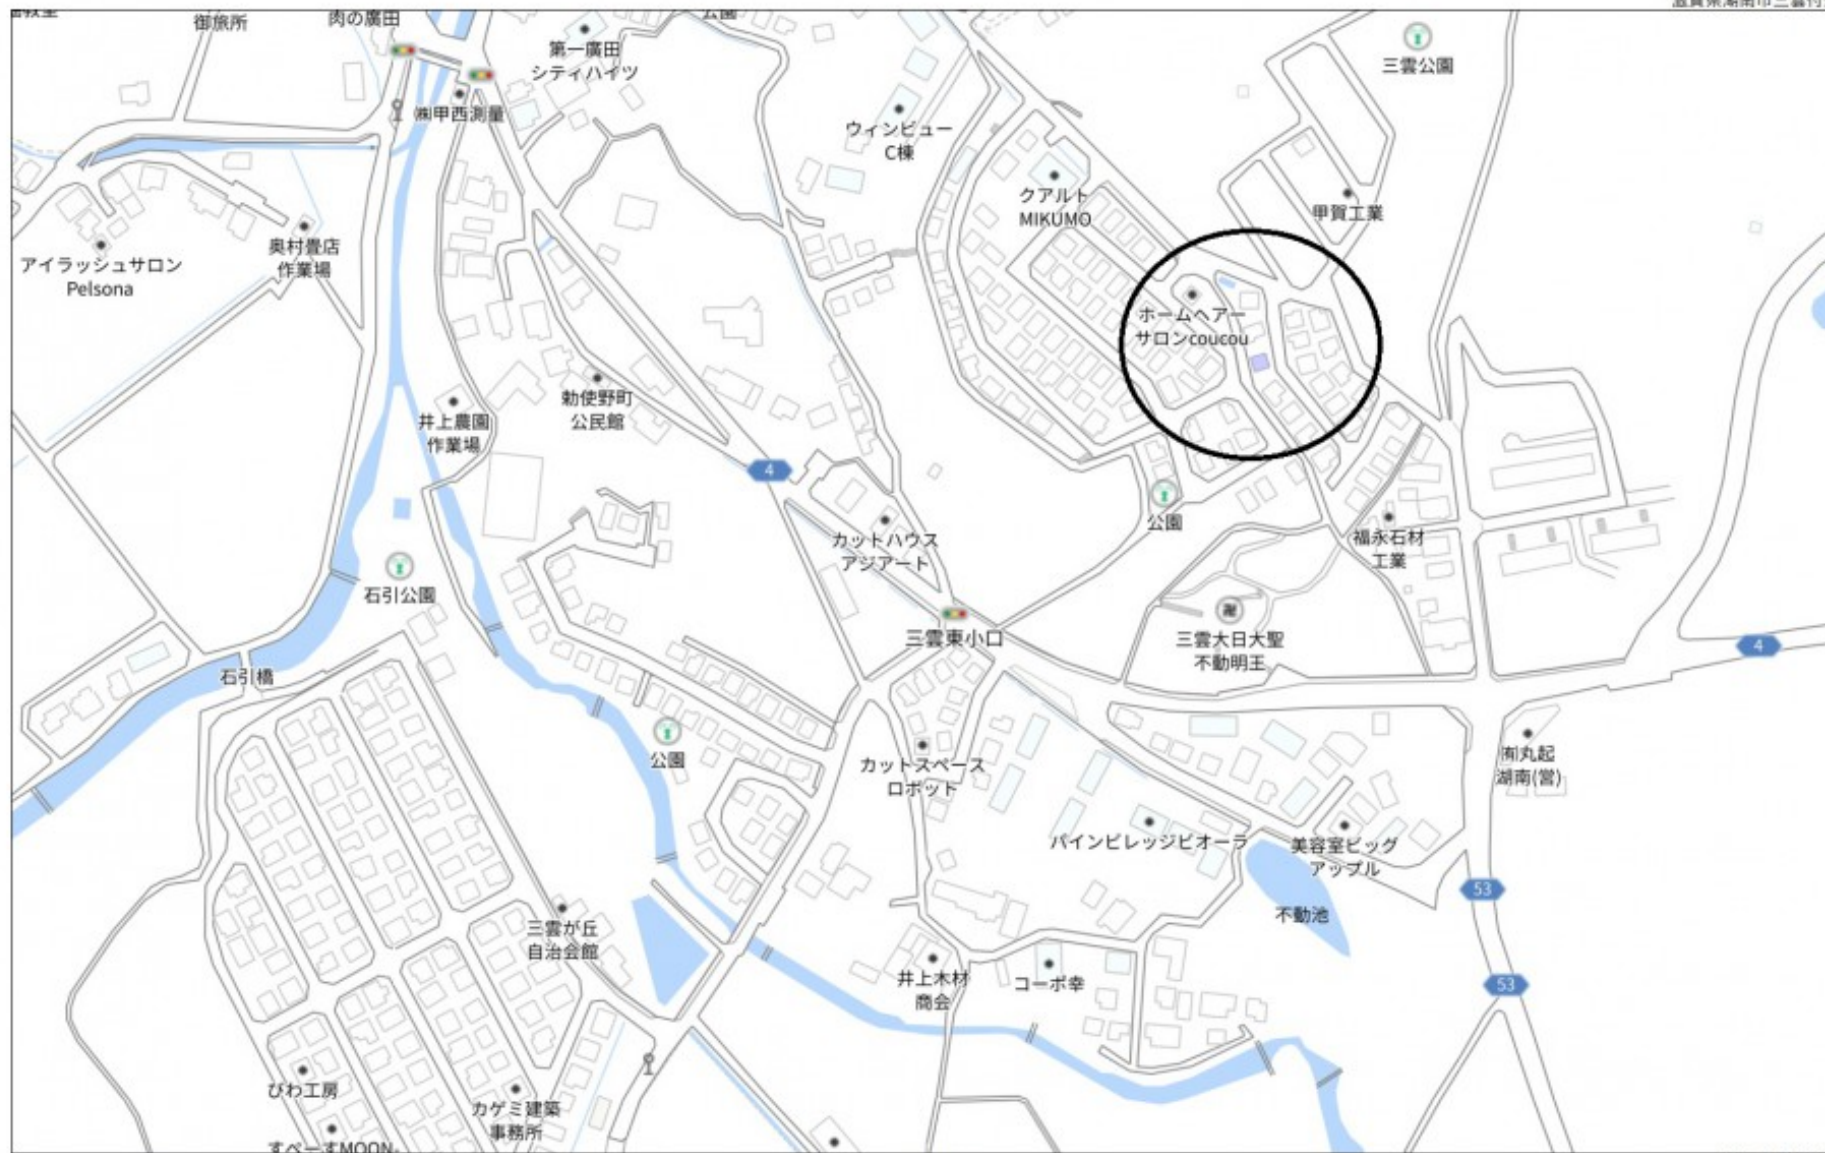 御旅所
肉の廣田
第一廣田
シティハイツ
三雲公園
㈱甲西測量
ウィンビュー
C棟
クアルト
MIKUMO
甲賀工業
奥村畳店
作業場
アイラッシュサロン
Pelsona
ホームヘアー
サロンcoucou
勅使野町
公民館
井上農園
作業場
4
公園
カットハウス
アジアート
福永石材
工業
石引公園
三雲東小口
三雲大日大聖
不動明王
4
石引橋
公園
カットスペース
ロボット
㈲丸起
湖南(営)
パインビレッジビオーラ
美容室ビッグ
アップル
53
不動池
三雲が丘
自治会館
井上木材
商会
コーポ幸
53
びわ工房
カゲミ建築
事務所
すぺーすMOON